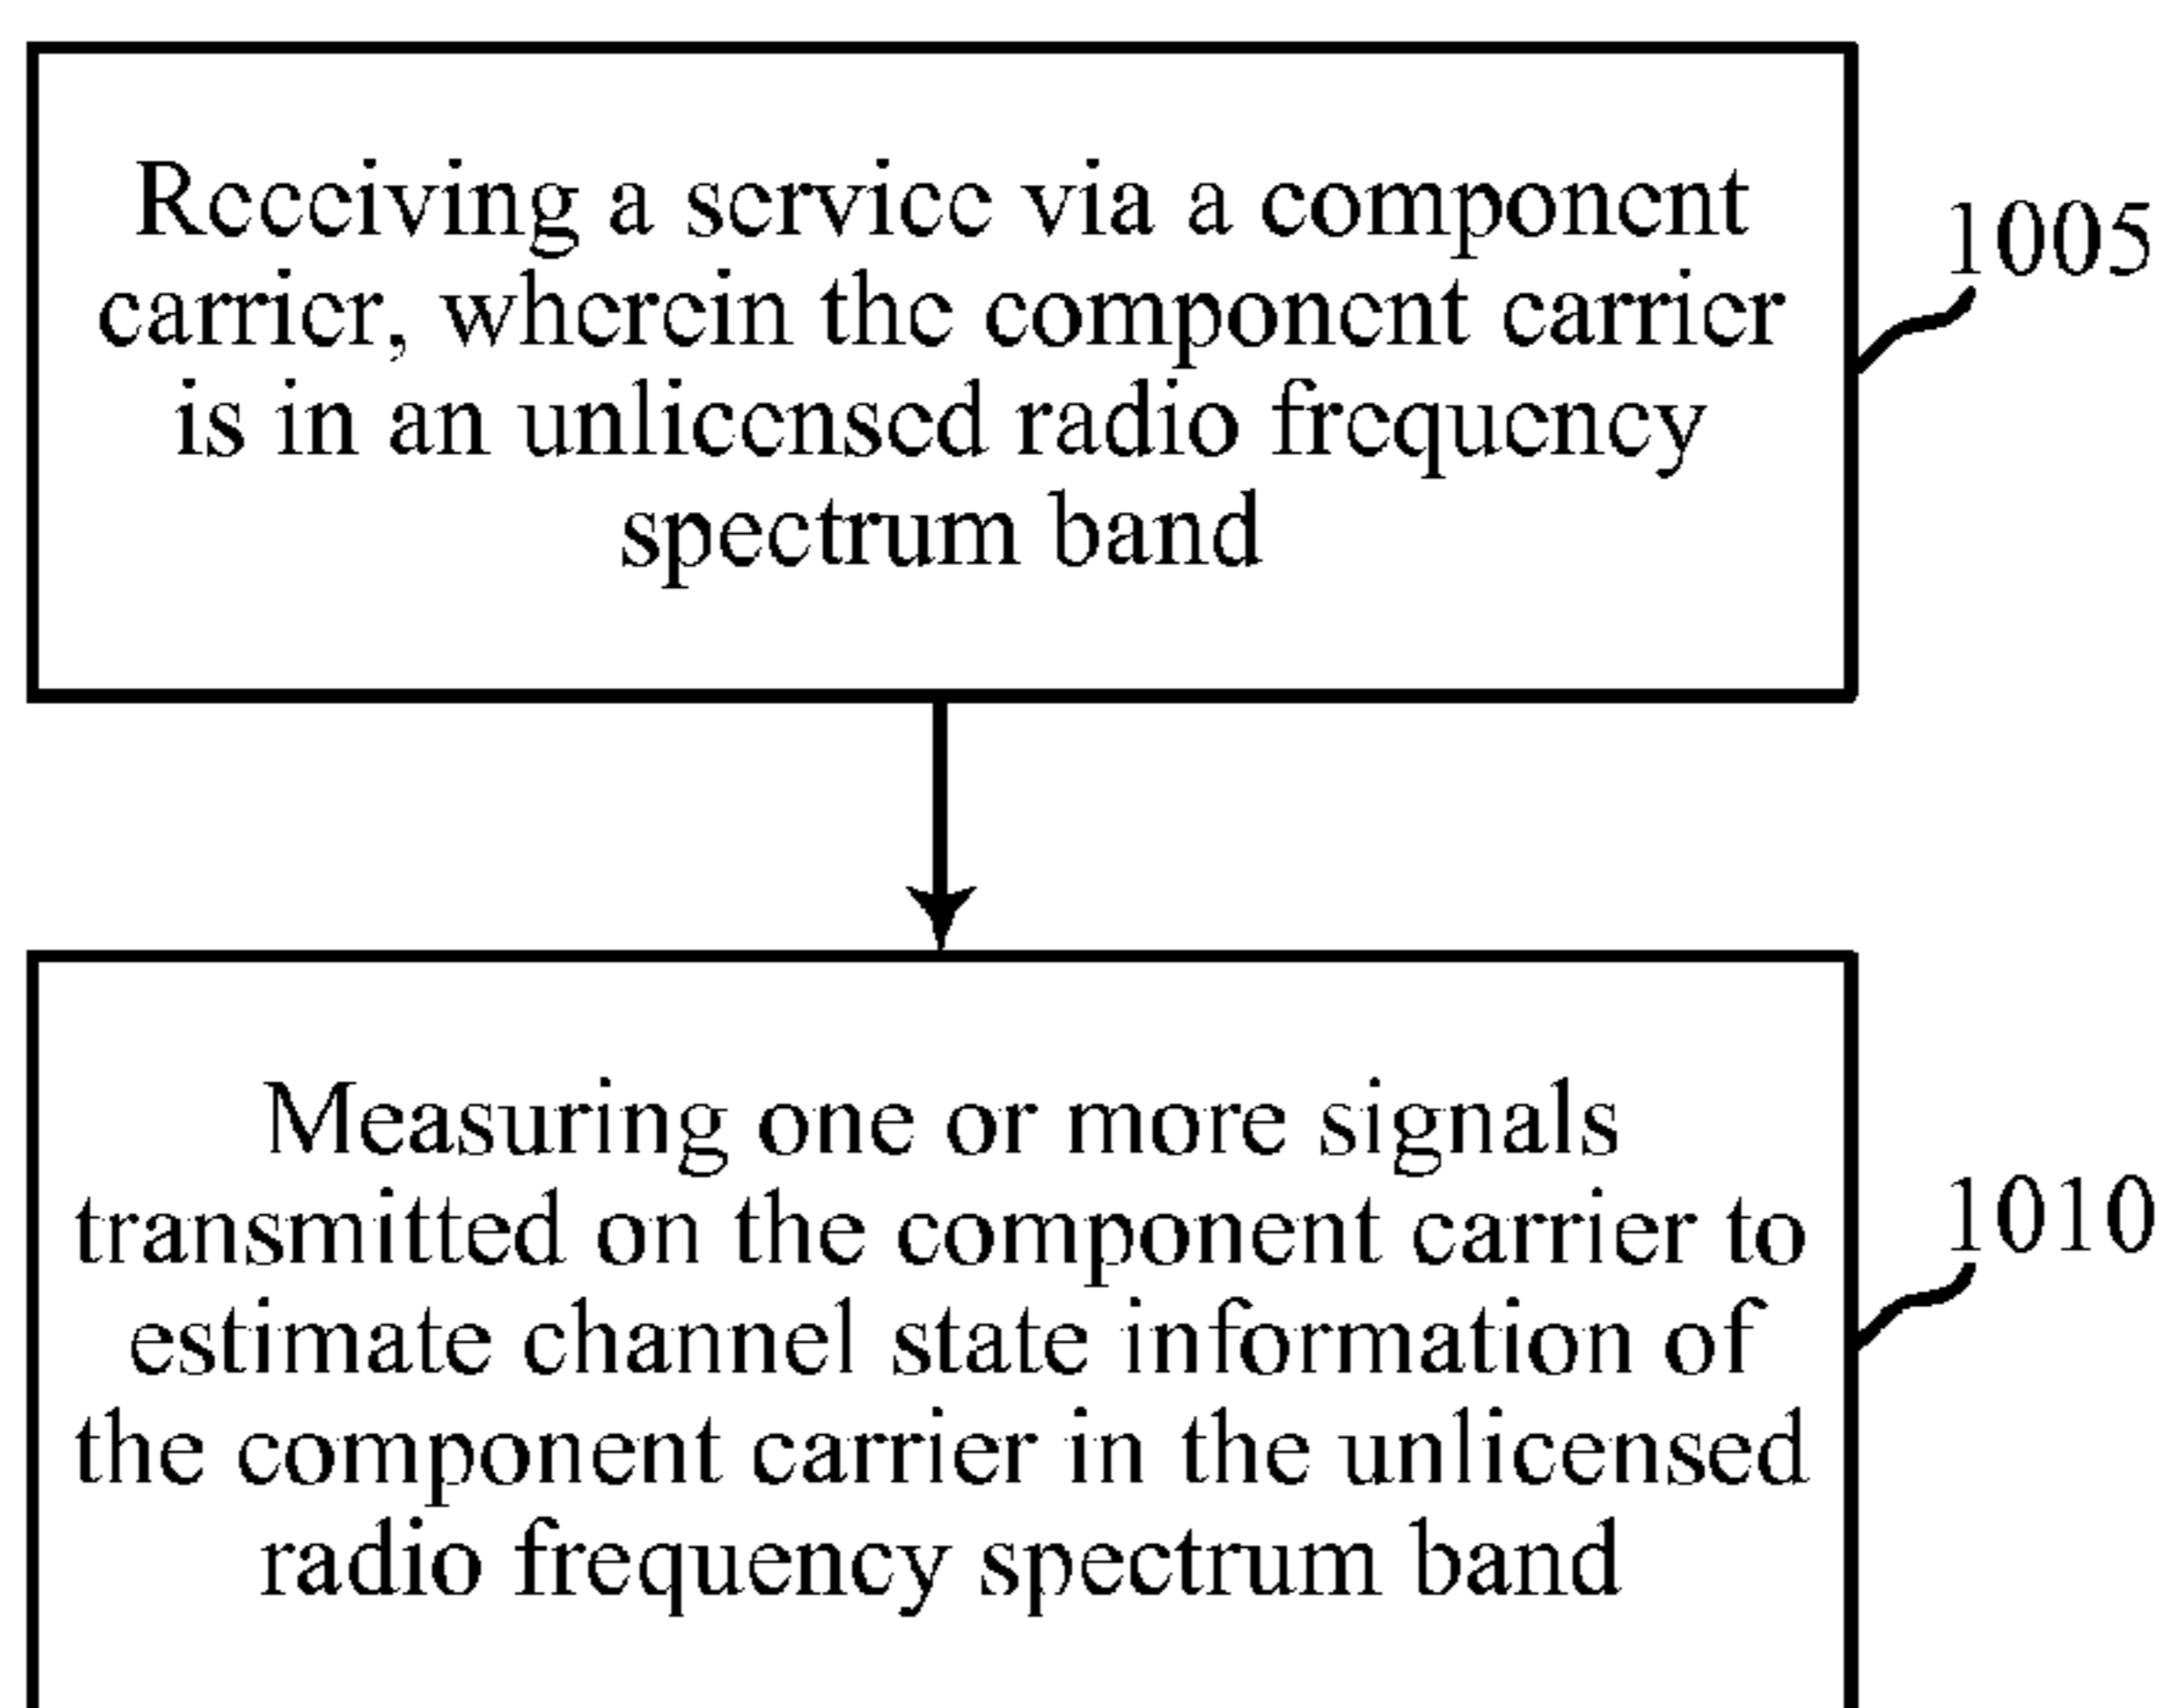 Receiving a service via a component
carrier, wherein the component carrier
is in an unlicensed radio frequency
spectrum band
1005
Measuring one or more signals
transmitted on the component carrier to
estimate channel state information of
the component carrier in the unlicensed
radio frequency spectrum band
1010